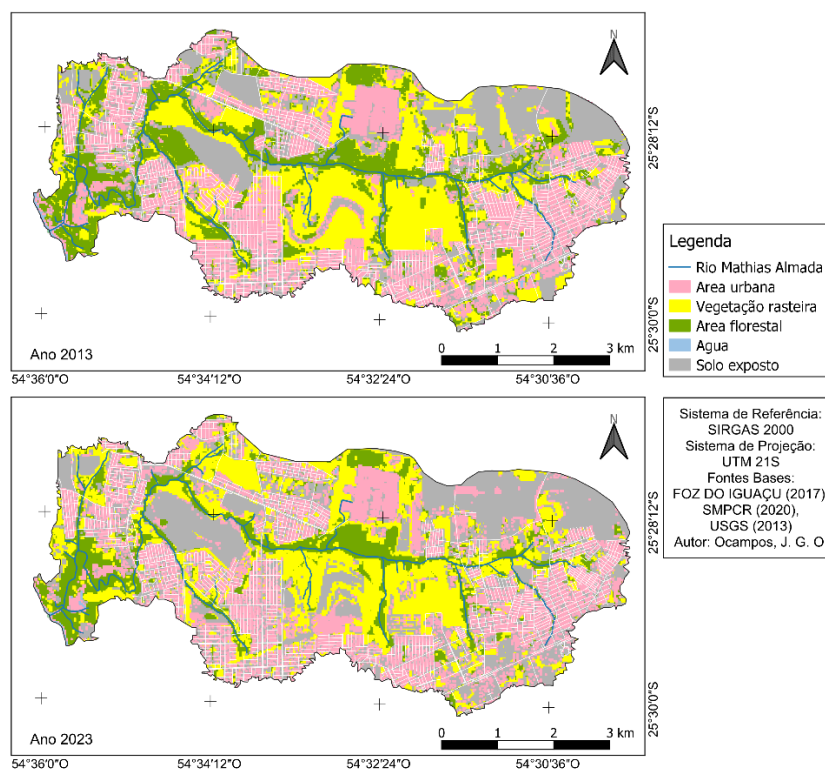 N
25°28'12"S
25°30'0"S
Ano 2013
0 1 2 3 km
54°36'0"O 54°34'12"O 54°32'24"O 54°30'36"O
Legenda
Rio Mathias Almada
Area urbana
Vegetação rasteira
Area florestal
Agua
Solo exposto
N
25°28'12"S
25°30'0"S
Ano 2023
0 1 2 3 km
54°36'0"O 54°34'12"O 54°32'24"O 54°30'36"O
Sistema de Referência:
SIRGAS 2000
Sistema de Projeção:
UTM 21S
Fontes Bases:
FOZ DO IGUAÇU (2017)
SMPCR (2020),
USGS (2013)
Autor: Ocampos, J. G. O